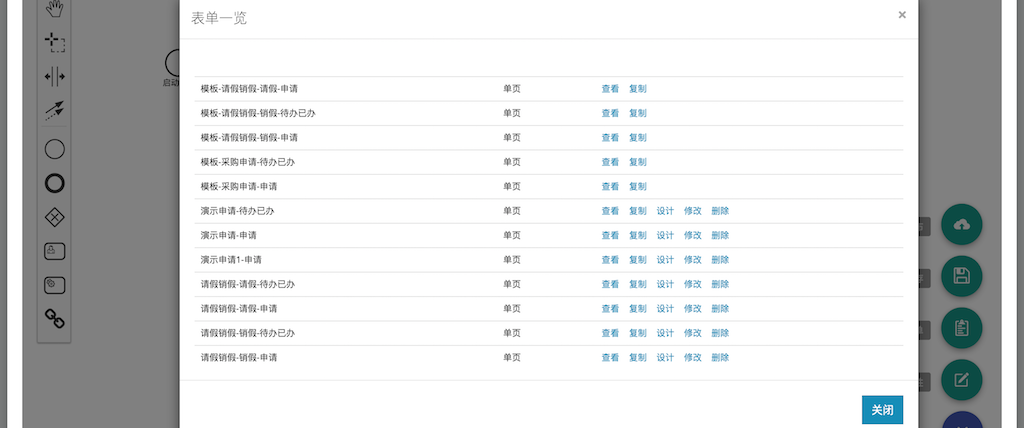 表单一览
×
启动
模板-请假销假-请假-申请 单页 查看 复制
模板-请假销假-销假-待办已办 单页 查看 复制
模板-请假销假-销假-申请 单页 查看 复制
模板-采购申请-待办已办 单页 查看 复制
模板-采购申请-申请 单页 查看 复制
演示申请-待办已办 单页 查看 复制 设计 修改 删除
演示申请-申请 单页 查看 复制 设计 修改 删除
演示申请1-申请 单页 查看 复制 设计 修改 删除
请假销假-请假-待办已办 单页 查看 复制 设计 修改 删除
请假销假-请假-申请 单页 查看 复制 设计 修改 删除
请假销假-销假-待办已办 单页 查看 复制 设计 修改 删除
请假销假-销假-申请 单页 查看 复制 设计 修改 删除
关闭